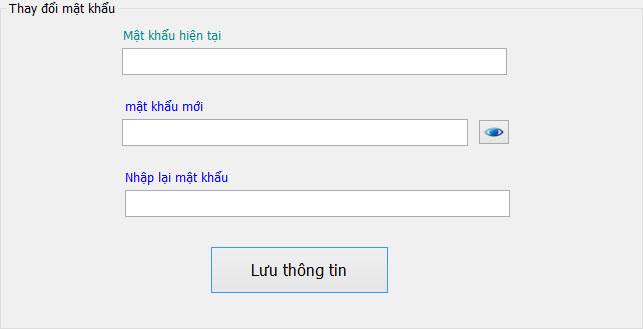 Thay đổi mật khẩu
Mật khẩu hiện tại
mật khẩu mới
Nhập lại mật khẩu
Lưu thông tin